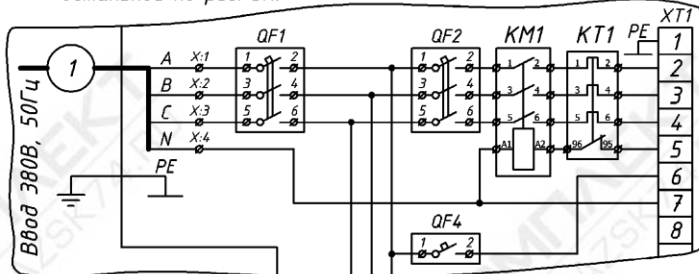 QF1 QF2 KM1 KT1 PE XT1
1
A X:1 1 2 1 2 1 2 1 2 2
B X:2 3 4 3 4 3 4 3 4 3
C X:3 5 6 5 6 5 6 5 6 4
N X:4 A1 A2 96 95 5
PE 6
7
QF4 8
1 2
1
Ввод 380В, 50Гц